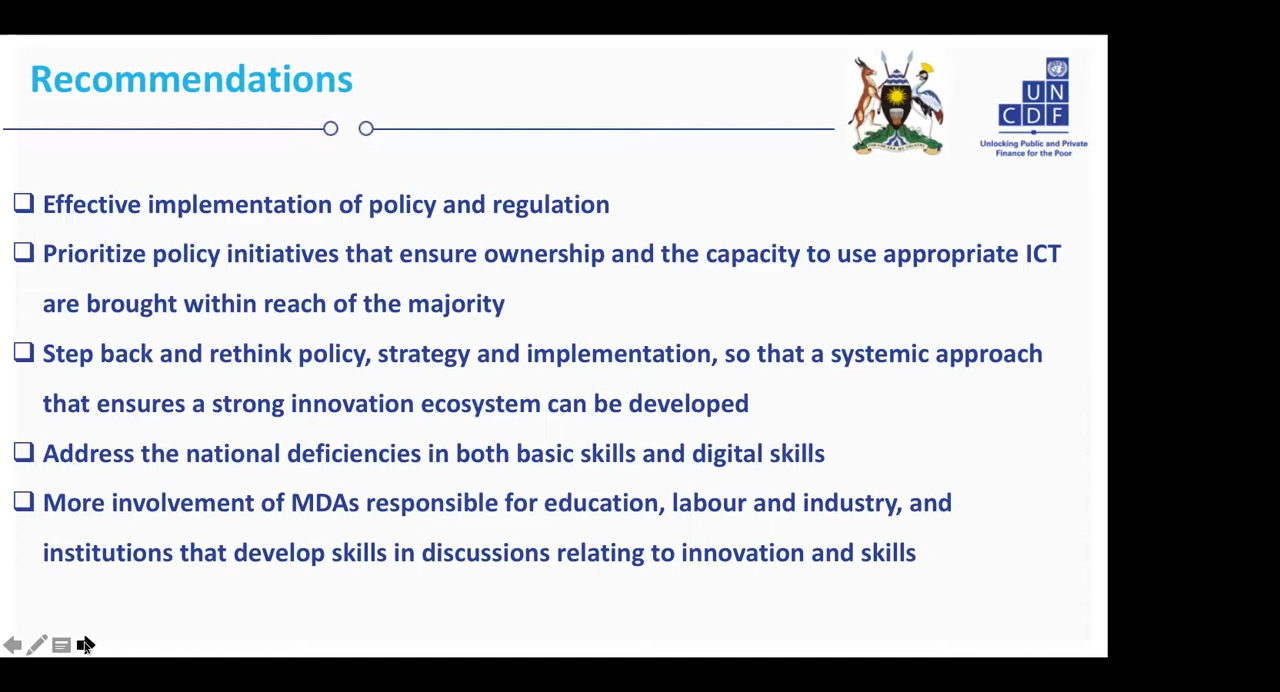 Recommendations
UN
CDF
Unlocking Public and Private
Finance for the Poor
Effective implementation of policy and regulation
Prioritize policy initiatives that ensure ownership and the capacity to use appropriate ICT
are brought within reach of the majority
Step back and rethink policy, strategy and implementation, so that a systemic approach
that ensures a strong innovation ecosystem can be developed
Address the national deficiencies in both basic skills and digital skills
More involvement of MDAs responsible for education, labour and industry, and
institutions that develop skills in discussions relating to innovation and skills